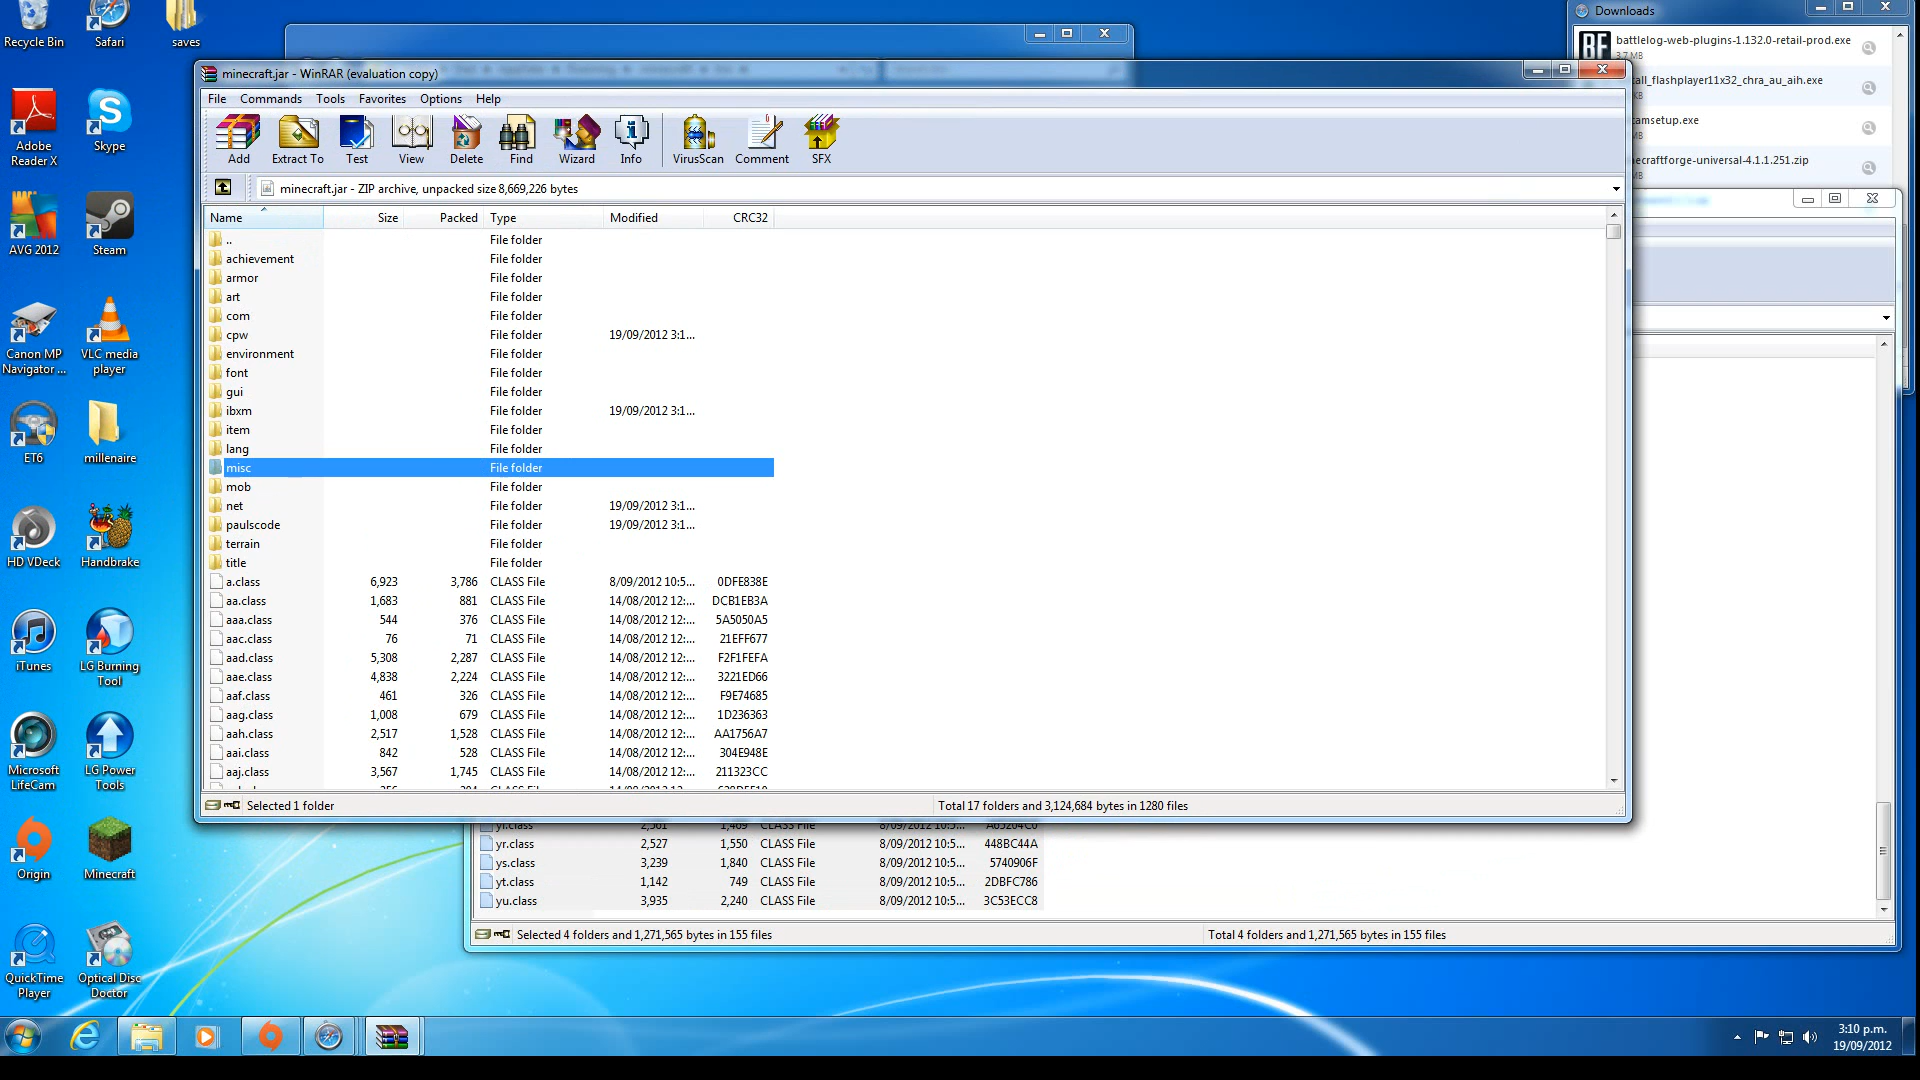 Recycle Bin
Safari
saves
Adobe
Reader X
Skype
AVG 2012
Steam
Canon MP
Navigator ...
VLC media
player
ET6
millenaire
HD VDeck
Handbrake
iTunes
LG Burning
Tool
Microsoft
LifeCam
LG Power
Tools
Origin
Minecraft
QuickTime
Player
Optical Disc
Doctor
Downloads
battlelog-web-plugins-1.132.0-retail-prod.exe
3.7 MB
tall_flashplayer11x32_chra_au_aih.exe
KB
camsetup.exe
MB
necraftforge-universal-4.1.1.251.zip
MB
minecraft.jar - WinRAR (evaluation copy)
File Commands Tools Favorites Options Help
Add Extract To Test View Delete Find Wizard Info VirusScan Comment SFX
minecraft.jar - ZIP archive, unpacked size 8,669,226 bytes
Name Size Packed Type Modified CRC32
.. File folder
achievement File folder
armor File folder
art File folder
com File folder
cpw File folder 19/09/2012 3:1...
environment File folder
font File folder
gui File folder
ibxm File folder 19/09/2012 3:1...
item File folder
lang File folder
misc File folder
mob File folder
net File folder 19/09/2012 3:1...
paulscode File folder 19/09/2012 3:1...
terrain File folder
title File folder
a.class 6,923 3,786 CLASS File 8/09/2012 10:5... 0DFE838E
aa.class 1,683 881 CLASS File 14/08/2012 12:... DCB1EB3A
aaa.class 544 376 CLASS File 14/08/2012 12:... 5A5050A5
aac.class 76 71 CLASS File 14/08/2012 12:... 21EFF677
aad.class 5,308 2,287 CLASS File 14/08/2012 12:... F2F1FEFA
aae.class 4,838 2,224 CLASS File 14/08/2012 12:... 3221ED66
aaf.class 461 326 CLASS File 14/08/2012 12:... F9E74685
aag.class 1,008 679 CLASS File 14/08/2012 12:... 1D236363
aah.class 2,517 1,528 CLASS File 14/08/2012 12:... AA1756A7
aai.class 842 528 CLASS File 14/08/2012 12:... 304E948E
aaj.class 3,567 1,745 CLASS File 14/08/2012 12:... 211323CC
Selected 1 folder Total 17 folders and 3,124,684 bytes in 1280 files
yr.class 2,527 1,550 CLASS File 8/09/2012 10:5... 448BC44A
ys.class 3,239 1,840 CLASS File 8/09/2012 10:5... 5740906F
yt.class 1,142 749 CLASS File 8/09/2012 10:5... 2DBFC786
yu.class 3,935 2,240 CLASS File 8/09/2012 10:5... 3C53ECC8
Selected 4 folders and 1,271,565 bytes in 155 files Total 4 folders and 1,271,565 bytes in 155 files
3:10 p.m.
19/09/2012